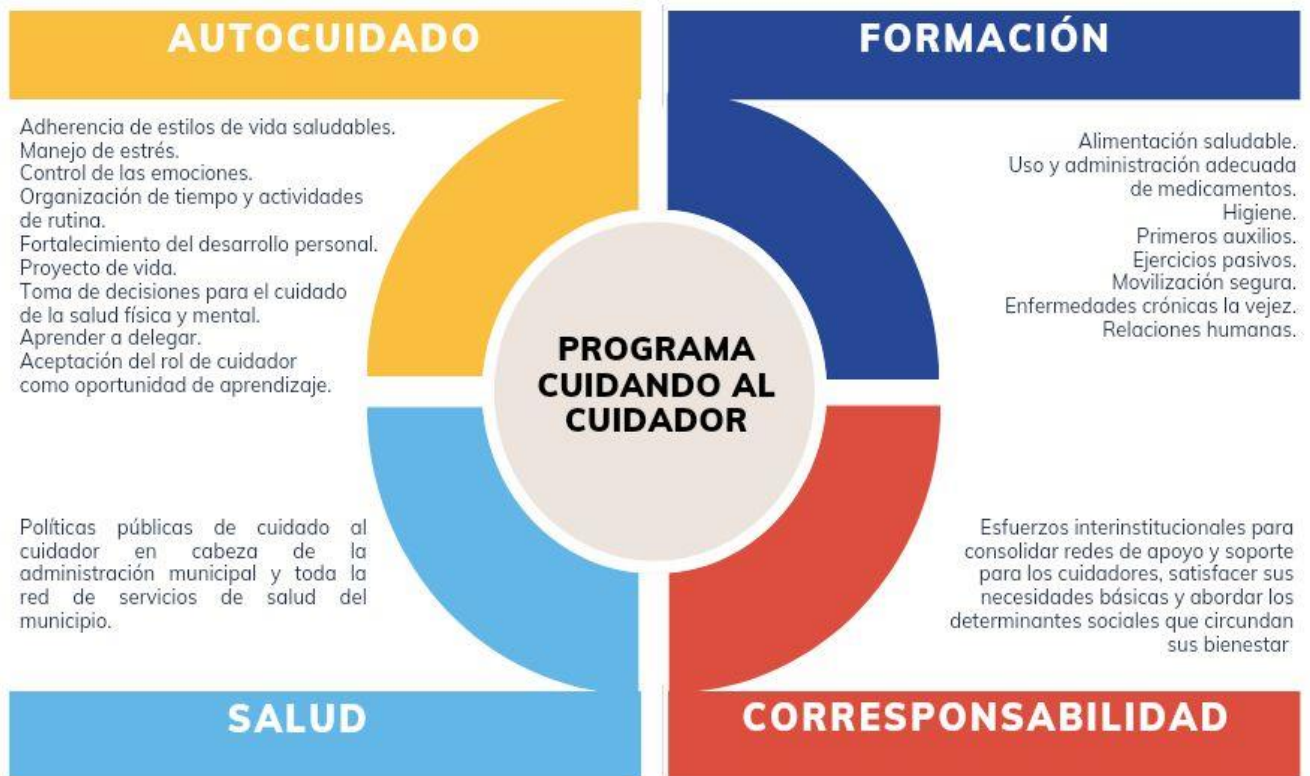 AUTOCUIDADO
Adherencia de estilos de vida saludables.
Manejo de estrés.
Control de las emociones.
Organización de tiempo y actividades
de rutina.
Fortalecimiento del desarrollo personal.
Proyecto de vida.
Toma de decisiones para el cuidado
de la salud física y mental.
Aprender a delegar.
Aceptación del rol de cuidador
como oportunidad de aprendizaje.
FORMACIÓN
Alimentación saludable.
Uso y administración adecuada
de medicamentos.
Higiene.
Primeros auxilios.
Ejercicios pasivos.
Movilización segura.
Enfermedades crónicas la vejez.
Relaciones humanas.
PROGRAMA
CUIDANDO AL
CUIDADOR
Políticas públicas de cuidado al
cuidador en cabeza de la
administración municipal y toda la
red de servicios de salud del
municipio.
SALUD
Esfuerzos interinstitucionales para
consolidar redes de apoyo y soporte
para los cuidadores, satisfacer sus
necesidades básicas y abordar los
determinantes sociales que circundan
sus bienestar
CORRESPONSABILIDAD